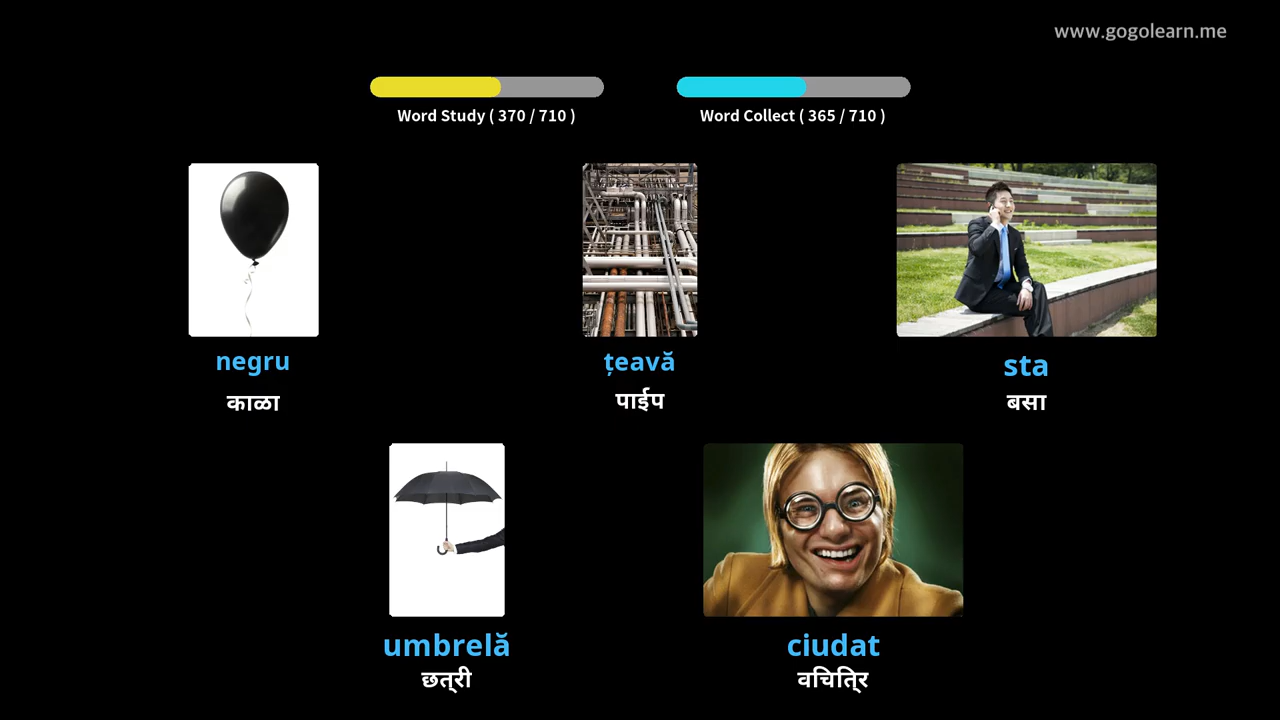 www.gogolearn.me
Word Study ( 370 / 710 )
Word Collect ( 365 / 710 )
negru
țeavă
sta
काळा
पाईप
बसा
umbrelă
ciudat
छत्री
वचित्रि